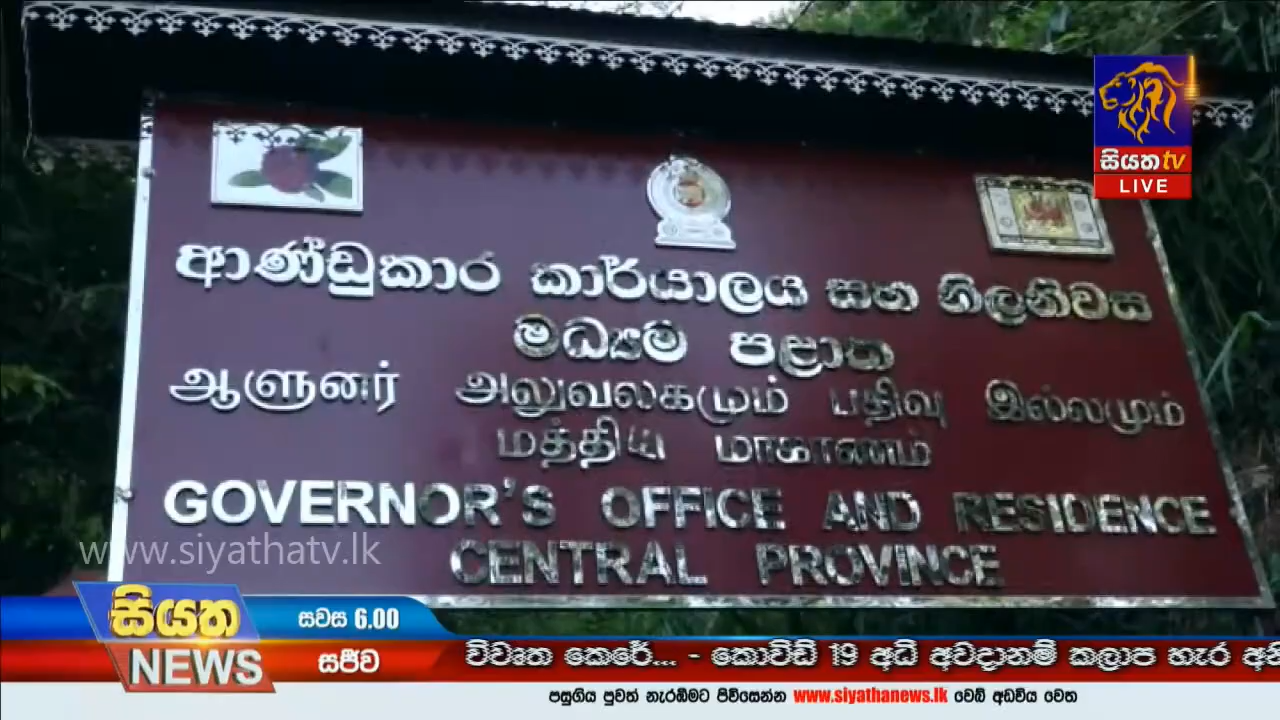 සියත tv
LIVE
ආණ්ඩුකාර කාර්යාලය සහ නිලනිවස
මධ්‍යම පළාත
ஆளுனர் அலுவலகமும் பதிவு இல்லமும்
மத்திய மாகாணம்
GOVERNOR'S OFFICE AND RESIDENCE
CENTRAL PROVINCE
www.siyathatv.lk
සියත සවස 6.00
NEWS සජීව විවෘත කෙරේ... - කොවිඩ් 19 අධි අවදානම් කලාප හැර
පසුගිය පුවත් නැරඹීමට පිවිසෙන්න www.siyathanews.lk වෙබ් අඩවිය වෙත